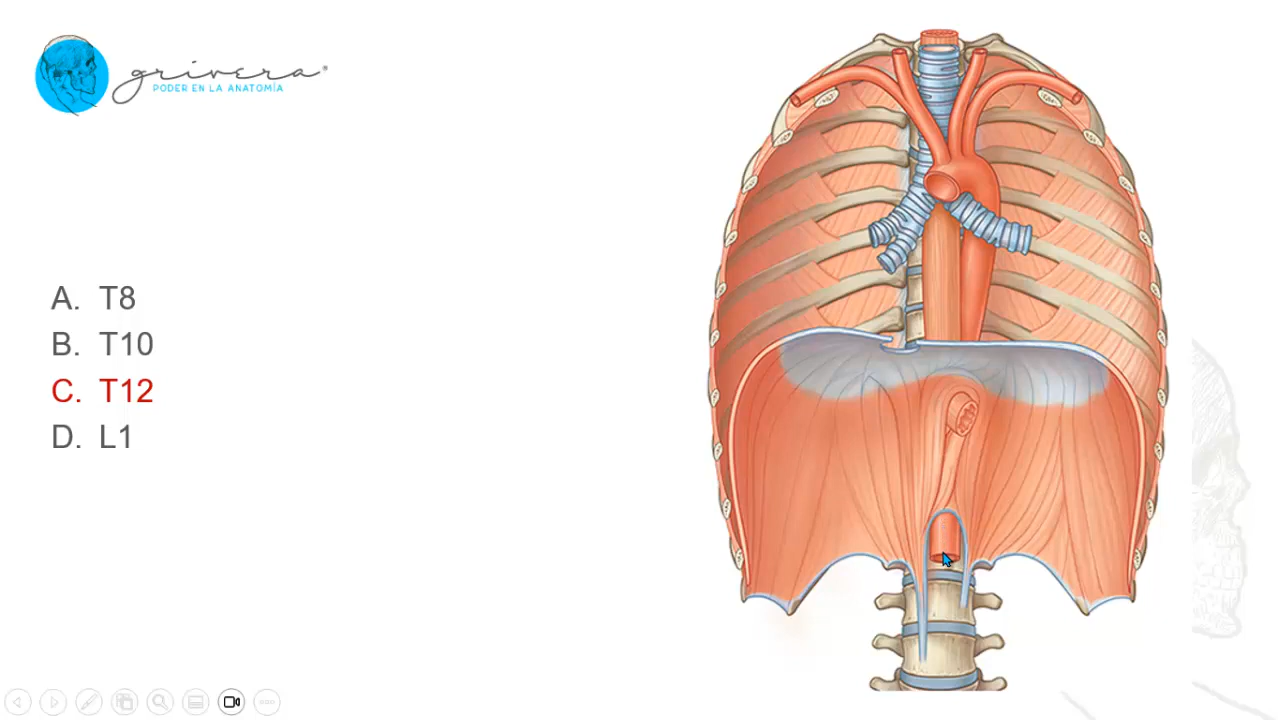 grivera®
PODER EN LA ANATOMÍA
A. T8
B. T10
C. T12
D. L1